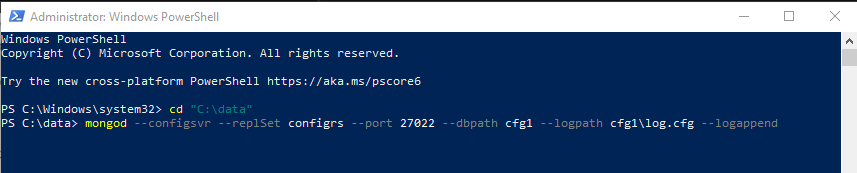 Administrator: Windows PowerShell
Windows PowerShell
Copyright (C) Microsoft Corporation. All rights reserved.
Try the new cross-platform PowerShell https://aka.ms/pscore6
PS C:\Windows\system32> cd "C:\data"
PS C:\data> mongod --configsvr --replSet configrs --port 27022 --dbpath cfg1 --logpath cfg1\log.cfg --logappend